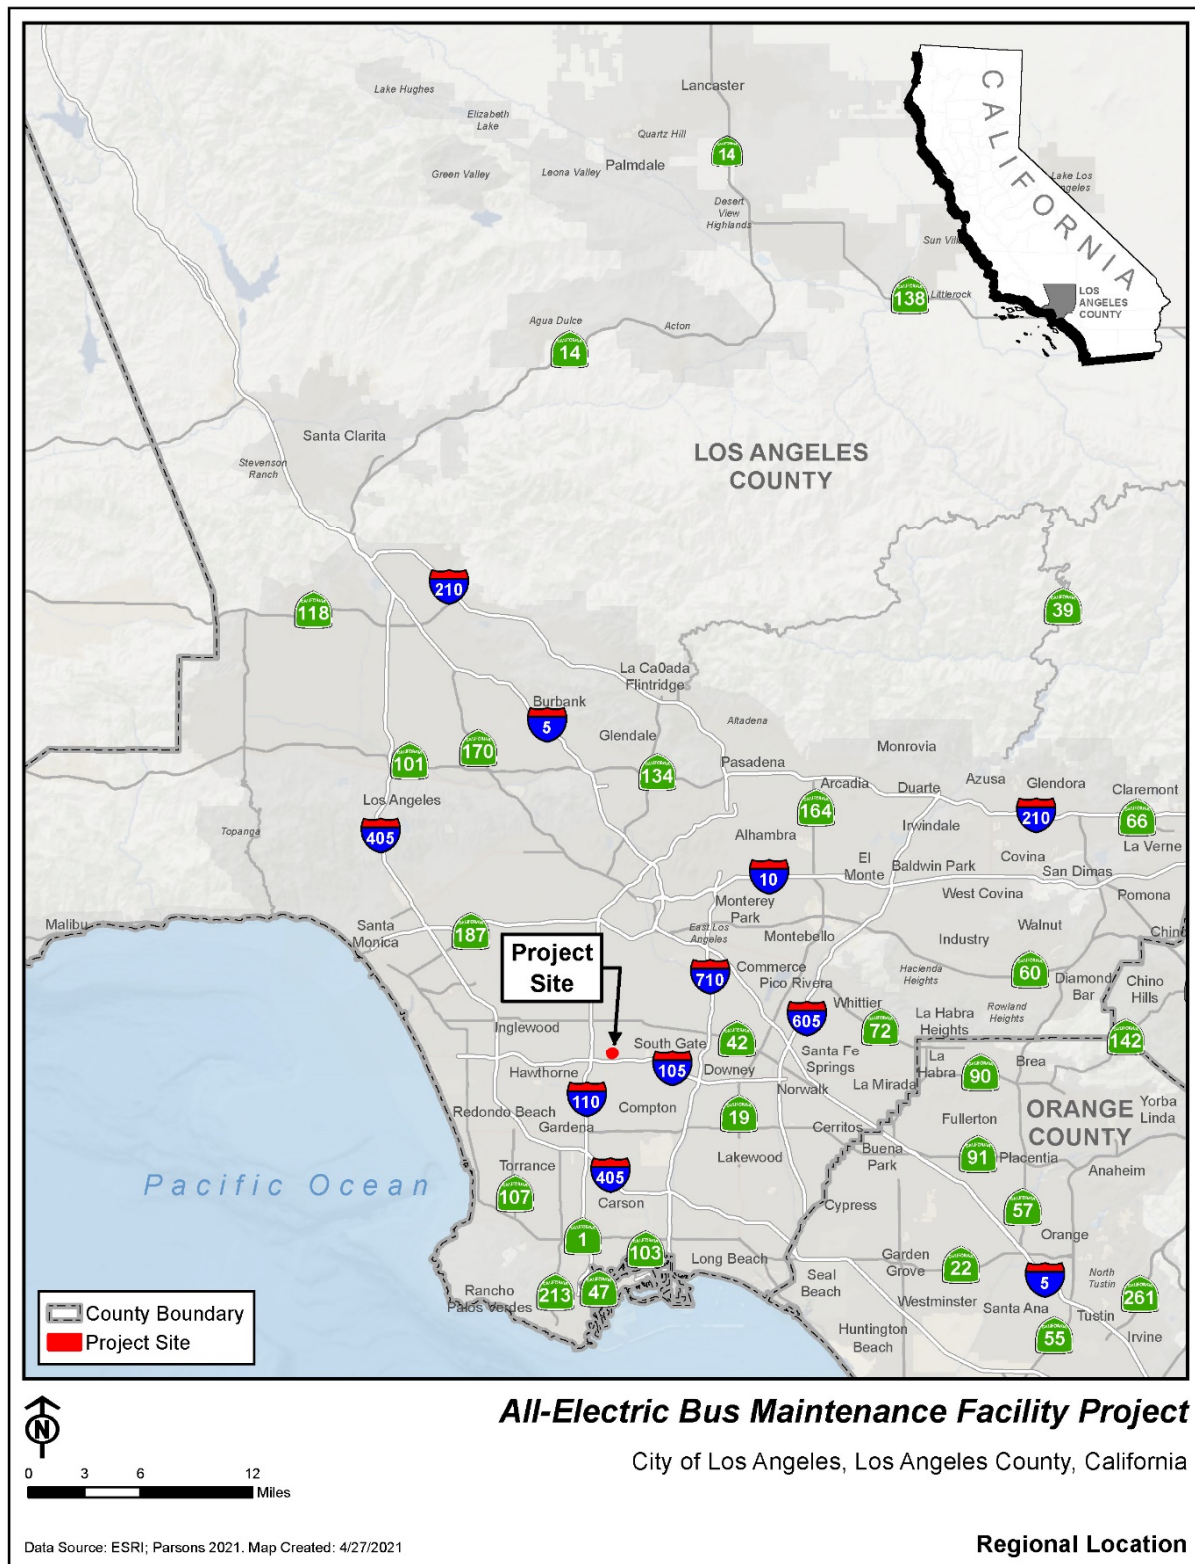 Lancaster
Lake Hughes
Elizabeth
Lake
Quartz Hill
14
Palmdale
Green Valley
Leona Valley
Desert
View
Highlands
CALIFORNIA
Lake Los
ngeles
Sun Vill
138
Littlerock
LOS
ANGELES
COUNTY
Agua Dulce
Acton
14
Santa Clarita
Stevenson
Ranch
LOS ANGELES
COUNTY
210
118
39
La Ca0ada
Flintridge
Burbank
5
Altadena
Glendale
Monrovia
170
101
134
Pasadena
Arcadia
Duarte
Azusa
Glendora
Claremont
Los Angeles
164
210
66
405
Topanga
Alhambra
Irwindale
La Verne
El
Monte
Baldwin Park
Covina
San Dimas
10
West Covina
Pomona
Monterey
Park
Malibu
Santa
Monica
187
East Los
Angeles
Montebello
Walnut
Industry
Chino
Project
Site
710
Commerce
Pico Rivera
Hacienda
Heights
60
Diamond
Bar
Chino
Hills
Whittier
Rowland
Heights
605
72
La Habra
Heights
Inglewood
South Gate
42
142
Hawthorne
105
Downey
Santa Fe
Springs
La
Habra
90
Brea
Norwalk
La Mirada
110
Compton
Redondo Beach
Gardena
19
Yorba
Linda
Fullerton
ORANGE
COUNTY
Cerritos
Buena
Park
91
Placentia
Anaheim
Lakewood
Torrance
405
Pacific Ocean
107
Carson
Cypress
57
1
103
Long Beach
Orange
Garden
Grove
22
Seal
Beach
5
North
Tustin
261
Rancho
Palos Verdes
213
47
Westminster
Santa Ana
Tustin
Huntington
Beach
55
Irvine
County Boundary
Project Site
N
All-Electric Bus Maintenance Facility Project
City of Los Angeles, Los Angeles County, California
0 3 6 12
Miles
Data Source: ESRI; Parsons 2021. Map Created: 4/27/2021
Regional Location